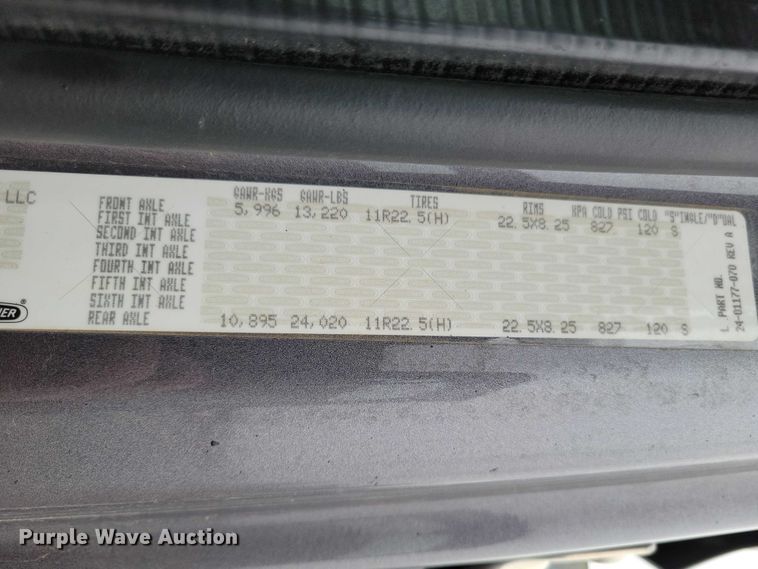 LLC
GAWR-KGS GAWR-LBS TIRES RIMS KPA COLD PSI COLD "S"INGLE/"D"UAL
FRONT AXLE 5,996 13,220 11R22.5(H) 22.5X8.25 827 120 S
FIRST INT AXLE
SECOND INT AXLE
THIRD INT AXLE
FOURTH INT AXLE
FIFTH INT AXLE
SIXTH INT AXLE
REAR AXLE 10,895 24,020 11R22.5(H) 22.5X8.25 827 120 S
L PART NO.
24-01177-070 REV A
Purple Wave Auction®